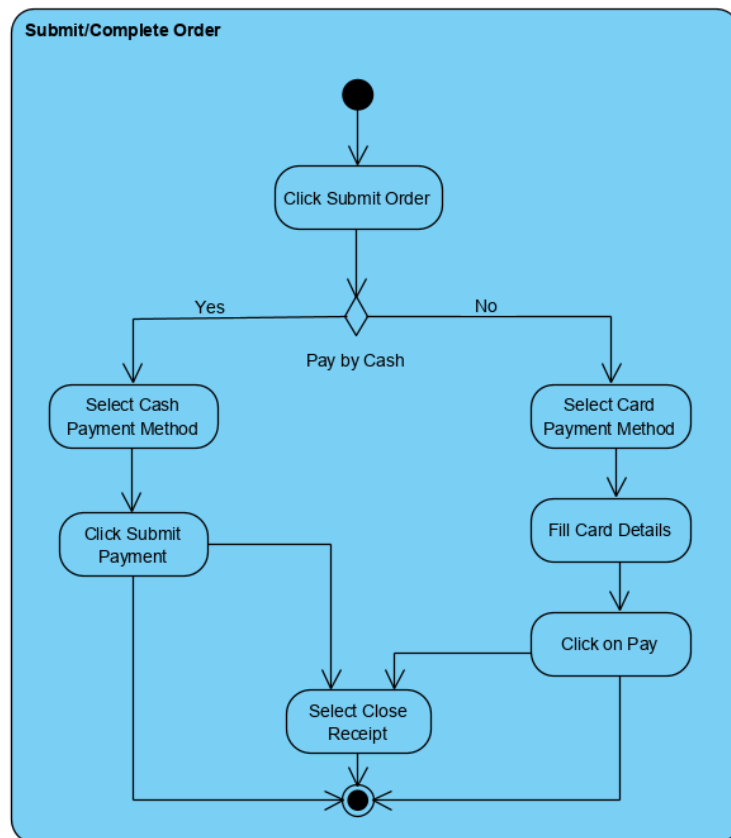 Submit/Complete Order
Click Submit Order
Yes
No
Pay by Cash
Select Cash
Payment Method
Select Card
Payment Method
Click Submit
Payment
Fill Card Details
Click on Pay
Select Close
Receipt